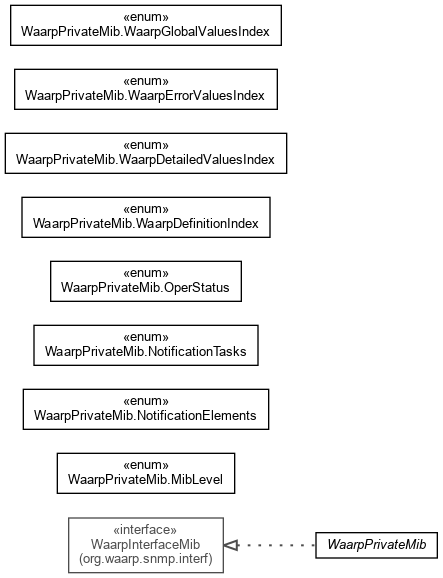 «enum»
WaarpPrivateMib.WaarpGlobalValuesIndex
«enum»
WaarpPrivateMib.WaarpErrorValuesIndex
«enum»
WaarpPrivateMib.WaarpDetailedValuesIndex
«enum»
WaarpPrivateMib.WaarpDefinitionIndex
«enum»
WaarpPrivateMib.OperStatus
«enum»
WaarpPrivateMib.NotificationTasks
«enum»
WaarpPrivateMib.NotificationElements
«enum»
WaarpPrivateMib.MibLevel
«interface»
WaarpInterfaceMib
(org.waarp.snmp.interf)
WaarpPrivateMib